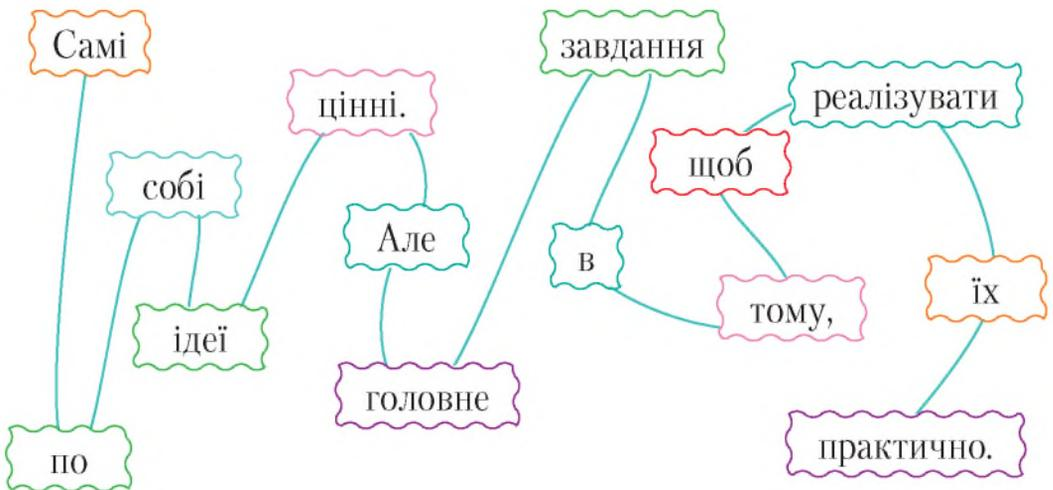 Самі
по
собі
ідеї
цінні.
Але
головне
завдання
в
тому,
щоб
реалізувати
їх
практично.